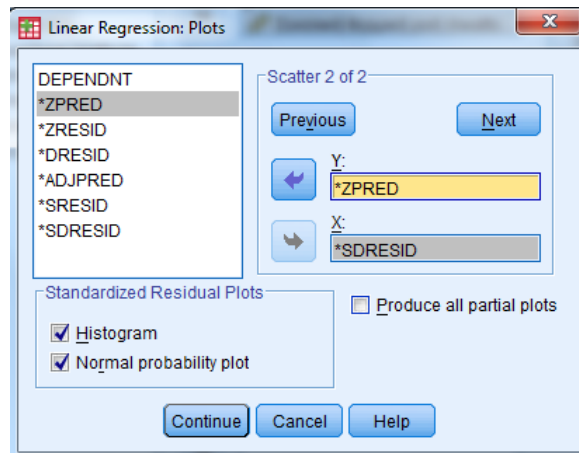 Linear Regression: Plots
DEPENDNT
*ZPRED
*ZRESID
*DRESID
*ADJPRED
*SRESID
*SDRESID
Scatter 2 of 2
Previous
Next
Y:
*ZPRED
X:
*SDRESID
Standardized Residual Plots
Histogram
Normal probability plot
Produce all partial plots
Continue
Cancel
Help